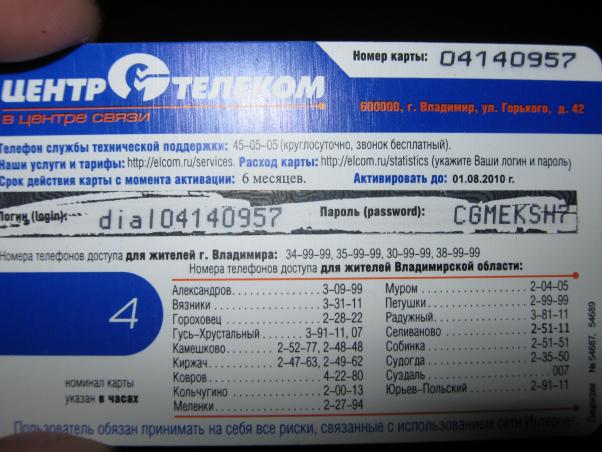 Номер карты: 04140957
ЦЕНТР ТЕЛЕКОМ
в центре связи
600000, г. Владимир, ул. Горького, д. 42
Телефон службы технической поддержки: 45-05-05 (круглосуточно, звонок бесплатный).
Наши услуги и тарифы: http://elcom.ru/services. Расход карты: http://elcom.ru/statistics (укажите Ваши логин и пароль)
Срок действия карты с момента активации: 6 месяцев. Активировать до: 01.08.2010 г.
Логин (login): dial04140957 Пароль (password): CGMEKSH7
Номера телефонов доступа для жителей г. Владимира: 34-99-99, 35-99-99, 30-99-99, 38-99-99
Номера телефонов доступа для жителей Владимирской области:
Александров 3-09-99
Вязники 3-31-11
Гороховец 2-28-22
Гусь-Хрустальный 3-91-11, 07
Камешково 2-52-77, 2-48-48
Киржач 2-47-63, 2-49-62
Ковров 4-22-80
Кольчугино 2-00-13
Меленки 2-27-94
Муром 2-04-05
Петушки 2-99-99
Радужный 3-81-11
Селиваново 2-51-11
Собинка 2-51-51
Судогда 2-35-50
Суздаль 007
Юрьев-Польский 2-91-11
4
номинал карты
указан в часах
Лицензии № 54687, 54689
Пользователь обязан принимать на себя все риски, связанные с использованием сети Интернет.